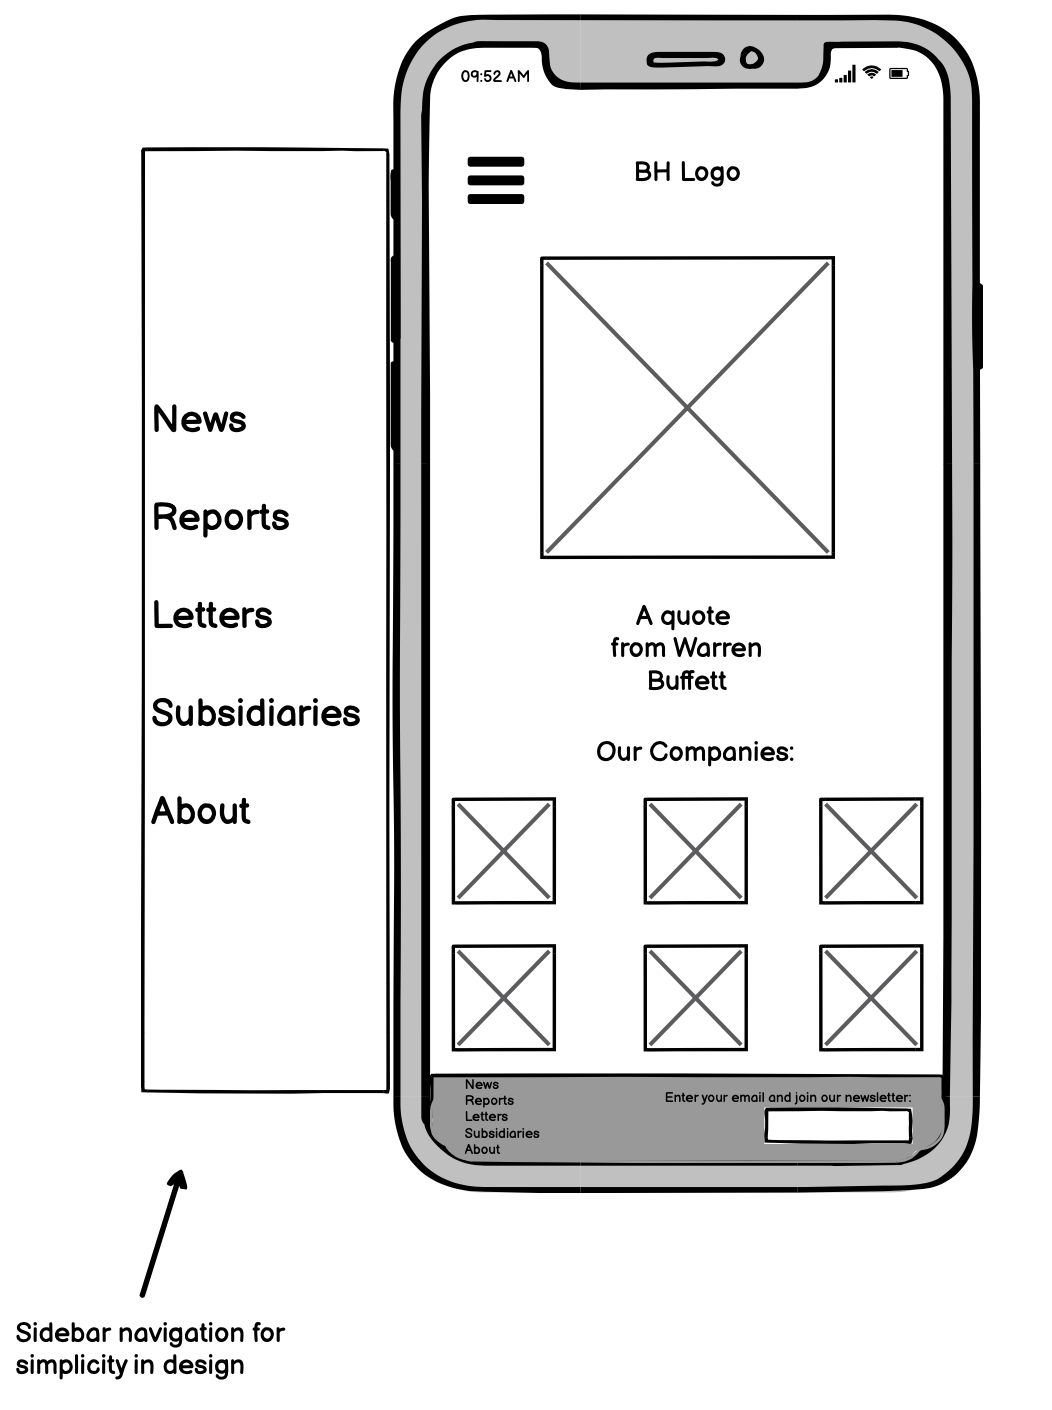 09:52 AM
BH Logo
News
Reports
Letters
Subsidiaries
About
A quote
from Warren
Buffett
Our Companies:
News
Reports
Letters
Subsidiaries
About
Enter your email and join our newsletter:
Sidebar navigation for
simplicity in design